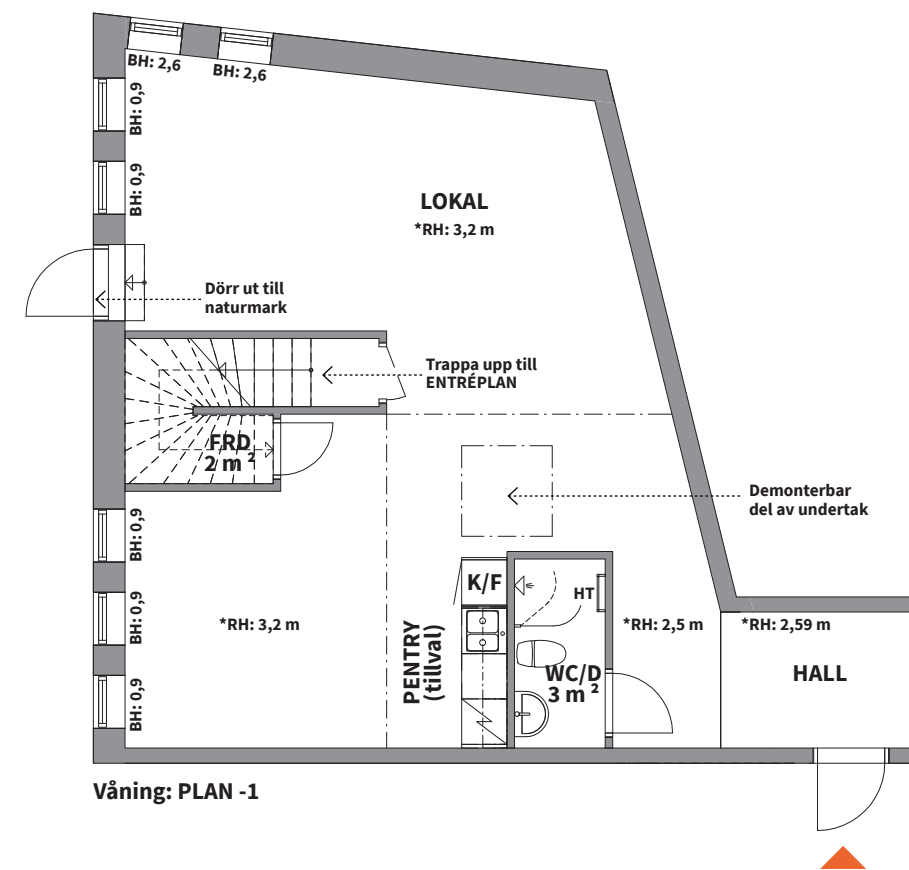 BH: 2,6
BH: 2,6
BH: 0,9
BH: 0,9
LOKAL
*RH: 3,2 m
Dörr ut till
naturmark
Trappa upp till
ENTRÉPLAN
FRD
2 m ²
Demonterbar
del av undertak
BH: 0,9
BH: 0,9
BH: 0,9
*RH: 3,2 m
K/F
PENTRY
(tillval)
HT
WC/D
3 m ²
*RH: 2,5 m
*RH: 2,59 m
HALL
Våning: PLAN -1